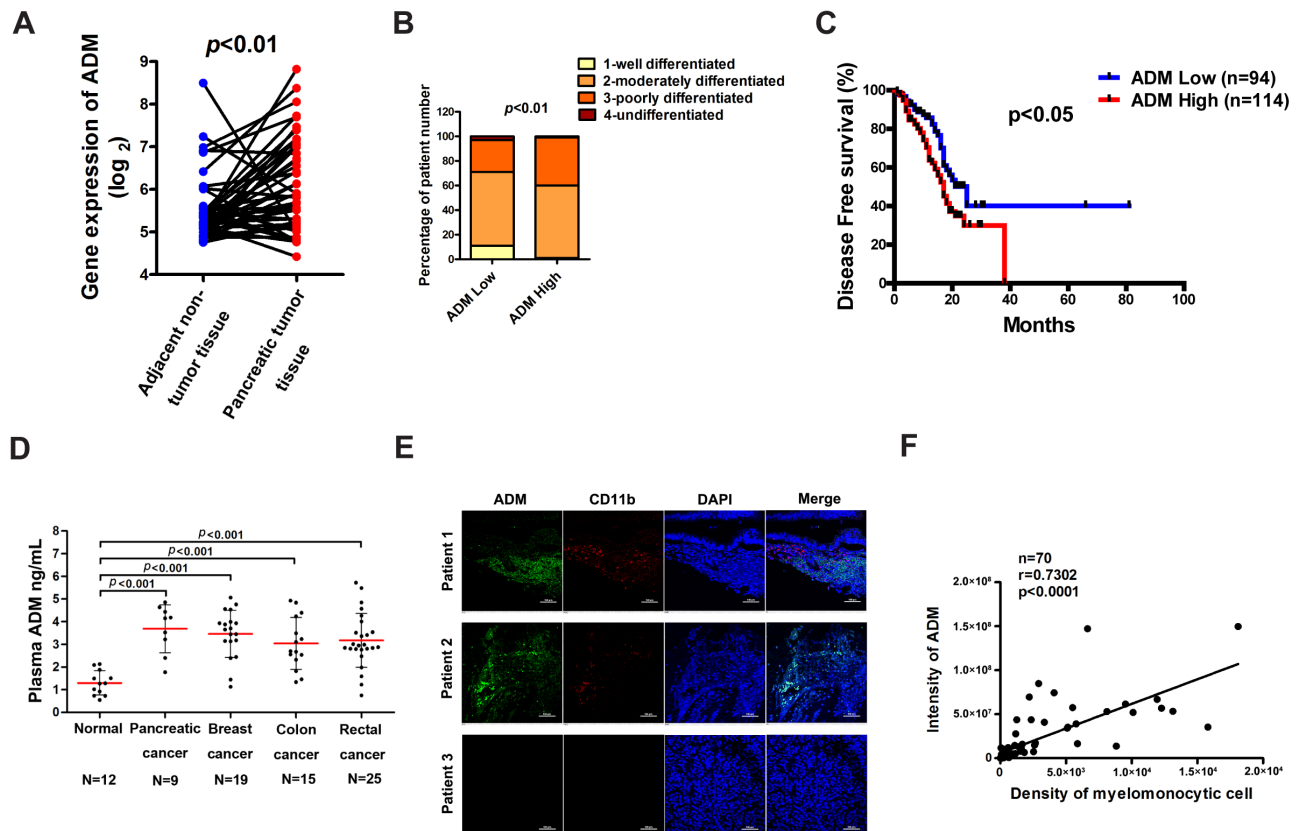 A
p<0.01
Gene expression of ADM
(log 2)
9
8
7
6
5
4
Adjacent non-
tumor tissue
Pancreatic tumor
tissue
B
1-well differentiated
2-moderately differentiated
3-poorly differentiated
4-undifferentiated
p<0.01
Percentage of patient number
120
100
80
60
40
20
0
ADM Low
ADM High
C
ADM Low (n=94)
ADM High (n=114)
p<0.05
Disease Free survival (%)
100
80
60
40
20
0
0 20 40 60 80 100
Months
D
Plasma ADM ng/mL
8
7
6
5
4
3
2
1
0
p<0.001
p<0.001
p<0.001
p<0.001
Normal Pancreatic cancer Breast cancer Colon cancer Rectal cancer
N=12 N=9 N=19 N=15 N=25
E
ADM CD11b DAPI Merge
Patient 1
Patient 2
Patient 3
F
n=70
r=0.7302
p<0.0001
Intensity of ADM
2.0×10⁸
1.5×10⁸
1.0×10⁸
5.0×10⁷
0
0 5.0×10³ 1.0×10⁴ 1.5×10⁴ 2.0×10⁴
Density of myelomonocytic cell